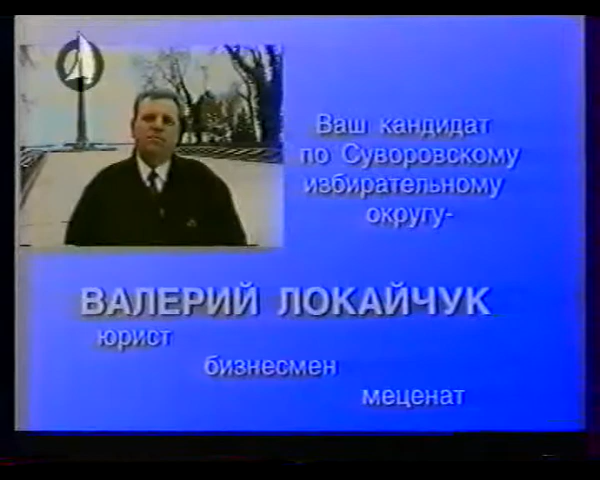 Ваш кандидат
по Суворовскому
избирательному
округу-
ВАЛЕРИЙ ЛОКАЙЧУК
юрист
бизнесмен
меценат